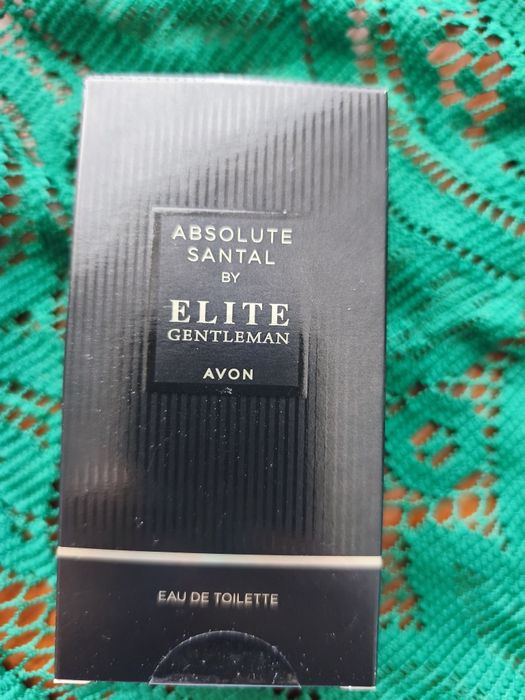 ABSOLUTE
SANTAL
BY
ELITE
GENTLEMAN
AVON
EAU DE TOILETTE